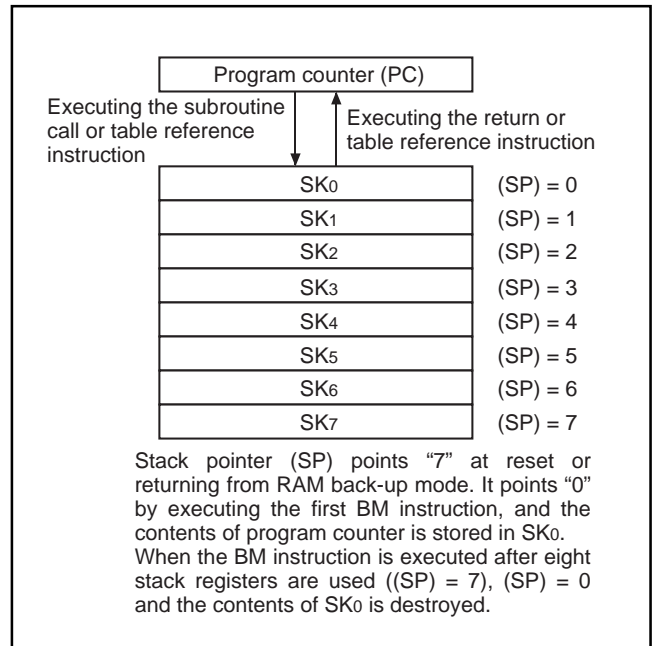 Program counter (PC)
Executing the subroutine
call or table reference
instruction
Executing the return or
table reference instruction
SK0 (SP) = 0
SK1 (SP) = 1
SK2 (SP) = 2
SK3 (SP) = 3
SK4 (SP) = 4
SK5 (SP) = 5
SK6 (SP) = 6
SK7 (SP) = 7
Stack pointer (SP) points “7” at reset or
returning from RAM back-up mode. It points “0”
by executing the first BM instruction, and the
contents of program counter is stored in SK0.
When the BM instruction is executed after eight
stack registers are used ((SP) = 7), (SP) = 0
and the contents of SK0 is destroyed.